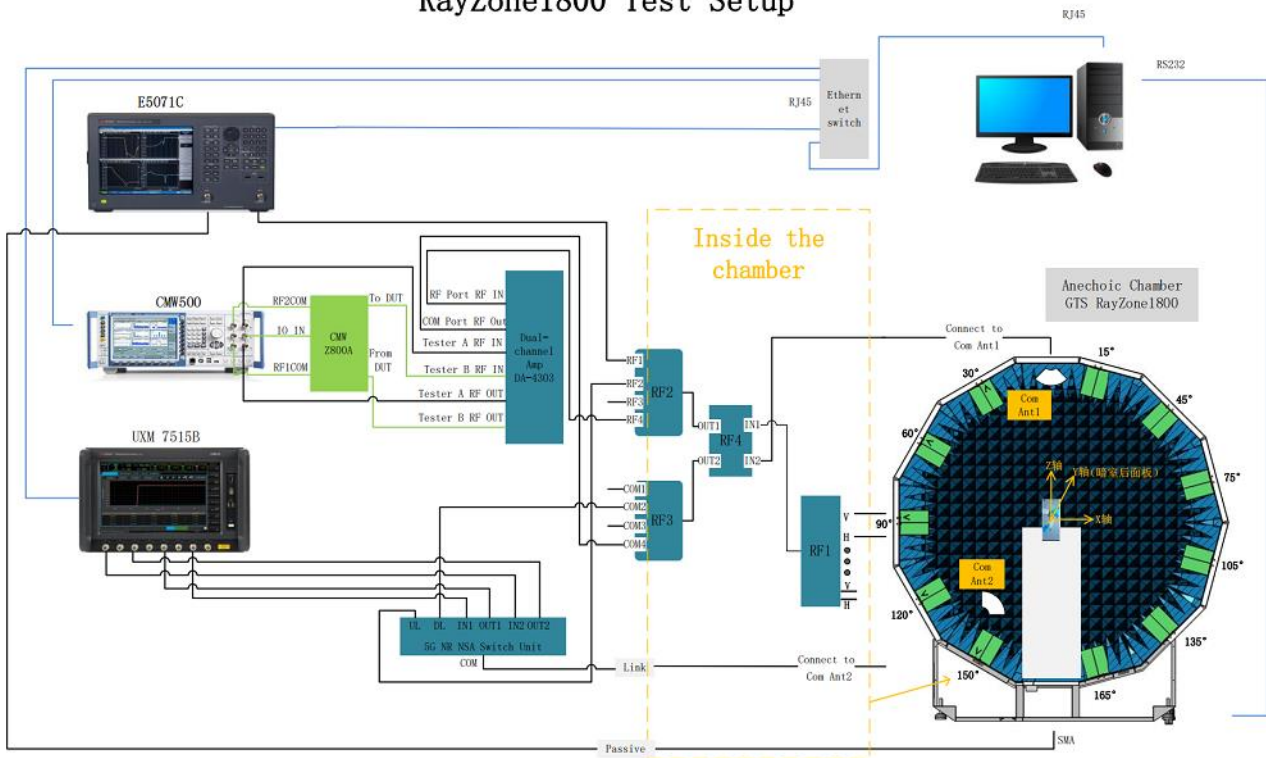 RayZone1800 Test Setup
RJ45
RS232
E5071C
RJ45
Ethern
et
switch
Inside the
chamber
Anechoic Chamber
GTS RayZone1800
CMW500
RF2COM
IO IN
RF1COM
CMW
Z800A
To DUT
From
DUT
RF Port RF IN
COM Port RF Out
Tester A RF IN
Tester B RF IN
Tester A RF OUT
Tester B RF OUT
Dual-
channel
Amp
DA-4303
RF1
RF2
RF3
RF4
RF2
OUT1
OUT2
RF4
IN1
IN2
COM1
COM2
COM3
COM4
RF3
Connect to
Com Ant1
15°
30°
45°
60°
75°
90°
105°
120°
135°
150°
165°
Com
Ant1
Z轴
Y轴(暗室后面板)
X轴
Com
Ant2
RF1
V
H
V
H
UXM 7515B
UL DL IN1 OUT1 IN2 OUT2
5G NR NSA Switch Unit
COM
Link
Connect to
Com Ant2
Passive
SMA